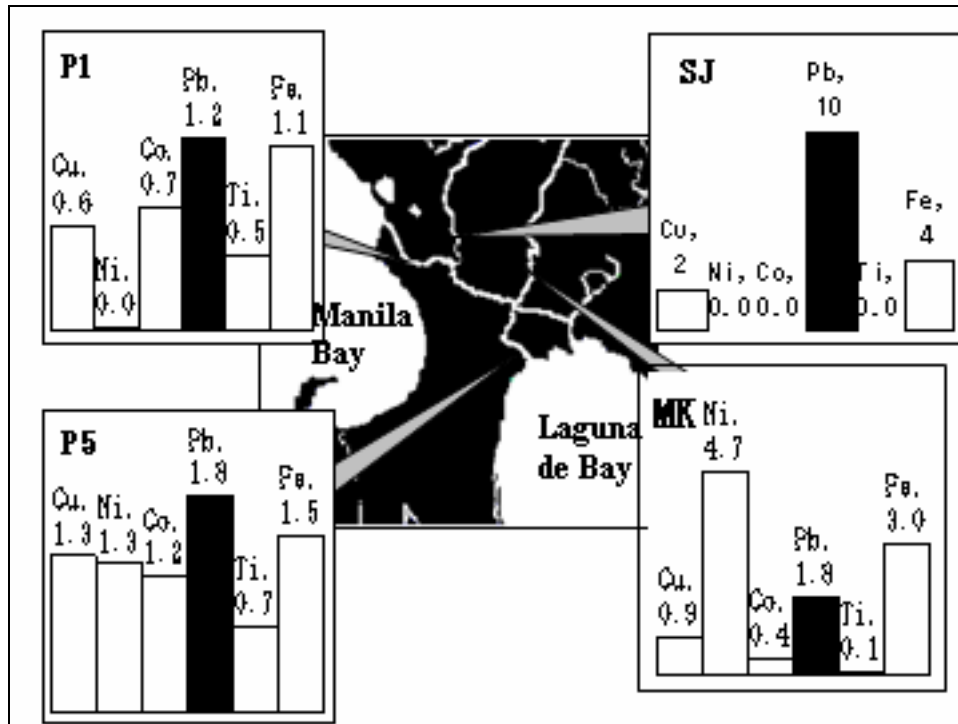 P1
Cu.
0.6
Ni.
0.0
Co.
0.7
Pb.
1.2
Ti.
0.5
Fe.
1.1
SJ
Cu,
2
Ni,
0.0
Co,
0.0
Pb,
10
Ti,
0.0
Fe,
4
Manila
Bay
Laguna
de Bay
P5
Cu.
1.3
Ni.
1.3
Co.
1.2
Pb.
1.8
Ti.
0.7
Fe.
1.5
MK
Cu.
0.9
Ni.
4.7
Co.
0.4
Pb.
1.8
Ti.
0.1
Fe.
3.0